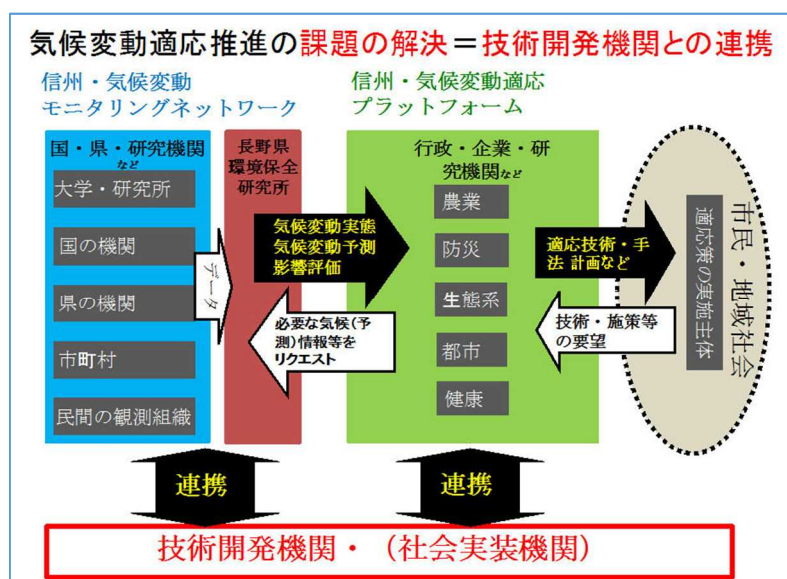 気候変動適応推進の課題の解決＝技術開発機関との連携
信州・気候変動
モニタリングネットワーク
信州・気候変動適応
プラットフォーム
国・県・研究機関
など
大学・研究所
国の機関
県の機関
市町村
民間の観測組織
データ
長野県
環境保全
研究所
気候変動実態
気候変動予測
影響評価
必要な気候(予
測)情報等を
リクエスト
行政・企業・研
究機関など
農業
防災
生態系
都市
健康
適応技術・手
法 計画など
技術・施策等
の要望
市民・地域社会
適応策の実施主体
連携
連携
技術開発機関・（社会実装機関）